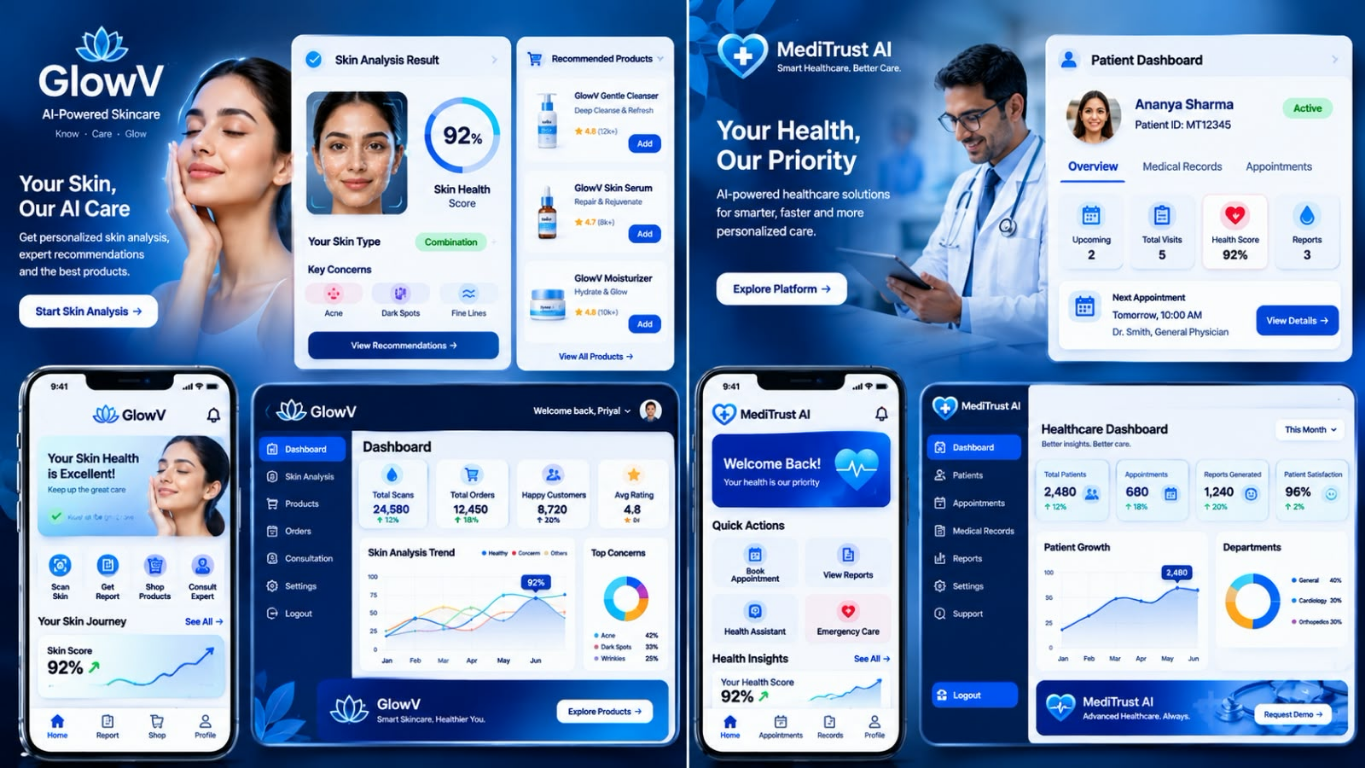 GlowV
AI-Powered Skincare
Know · Care · Glow
Your Skin,
Our AI Care
Get personalized skin analysis,
expert recommendations
and the best products.
Start Skin Analysis →
Skin Analysis Result
92%
Skin Health
Score
Your Skin Type
Combination
Key Concerns
Acne
Dark Spots
Fine Lines
View Recommendations →
Recommended Products
GlowV Gentle Cleanser
Deep Cleanse & Refresh
4.8 (12k+)
Add
GlowV Skin Serum
Repair & Rejuvenate
4.7 (8k+)
Add
GlowV Moisturizer
Hydrate & Glow
4.8 (10k+)
Add
View All Products →
9:41
GlowV
Your Skin Health
is Excellent!
Keep up the great care
Scan
Skin
Get
Report
Shop
Products
Consult
Expert
Your Skin Journey
See All →
Skin Score
92%
Home
Report
Shop
Profile
GlowV
Welcome back, Priyal
Dashboard
Skin Analysis
Products
Orders
Consultation
Settings
Logout
Dashboard
Total Scans
24,580
↑ 12%
Total Orders
12,450
↑ 18%
Happy Customers
8,720
↑ 20%
Avg Rating
4.8
Skin Analysis Trend
Healthy
Concern
Others
100
75
50
25
92%
Jan Feb Mar Apr May Jun
Top Concerns
Acne 42%
Dark Spots 33%
Wrinkles 25%
GlowV
Smart Skincare, Healthier You.
Explore Products →
MediTrust AI
Smart Healthcare. Better Care.
Your Health,
Our Priority
AI-powered healthcare solutions
for smarter, faster and more
personalized care.
Explore Platform →
Patient Dashboard
Ananya Sharma
Patient ID: MT12345
Active
Overview
Medical Records
Appointments
Upcoming
2
Total Visits
5
Health Score
92%
Reports
3
Next Appointment
Tomorrow, 10:00 AM
Dr. Smith, General Physician
View Details →
9:41
MediTrust AI
Welcome Back!
Your health is our priority
Quick Actions
Book
Appointment
View Reports
Health Assistant
Emergency Care
Health Insights
See All →
Your Health Score
92%
Home
Appointments
Records
Profile
MediTrust AI
Dashboard
Patients
Appointments
Medical Records
Reports
Settings
Support
Logout
Healthcare Dashboard
Better insights. Better care.
This Month
Total Patients
2,480
↑ 12%
Appointments
680
↑ 18%
Reports Generated
1,240
↑ 20%
Patient Satisfaction
96%
↑ 2%
Patient Growth
100
25
50
25
0
2,480
Jan Feb Mar Apr May Jun
Departments
General 40%
Cardiology 30%
Orthopedics 30%
MediTrust AI
Advanced Healthcare. Always.
Request Demo →